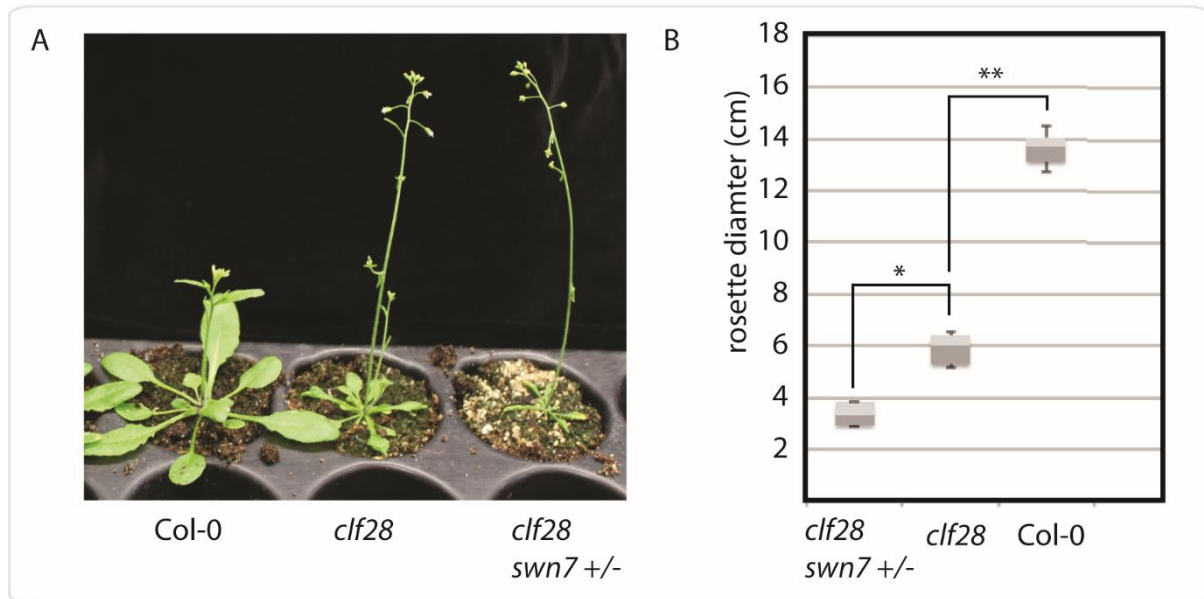 A
Col-0
clf28
clf28
swn7 +/-
B
rosette diamter (cm)
18
16
14
12
10
8
6
4
2
*
**
clf28
swn7 +/-
clf28
Col-0